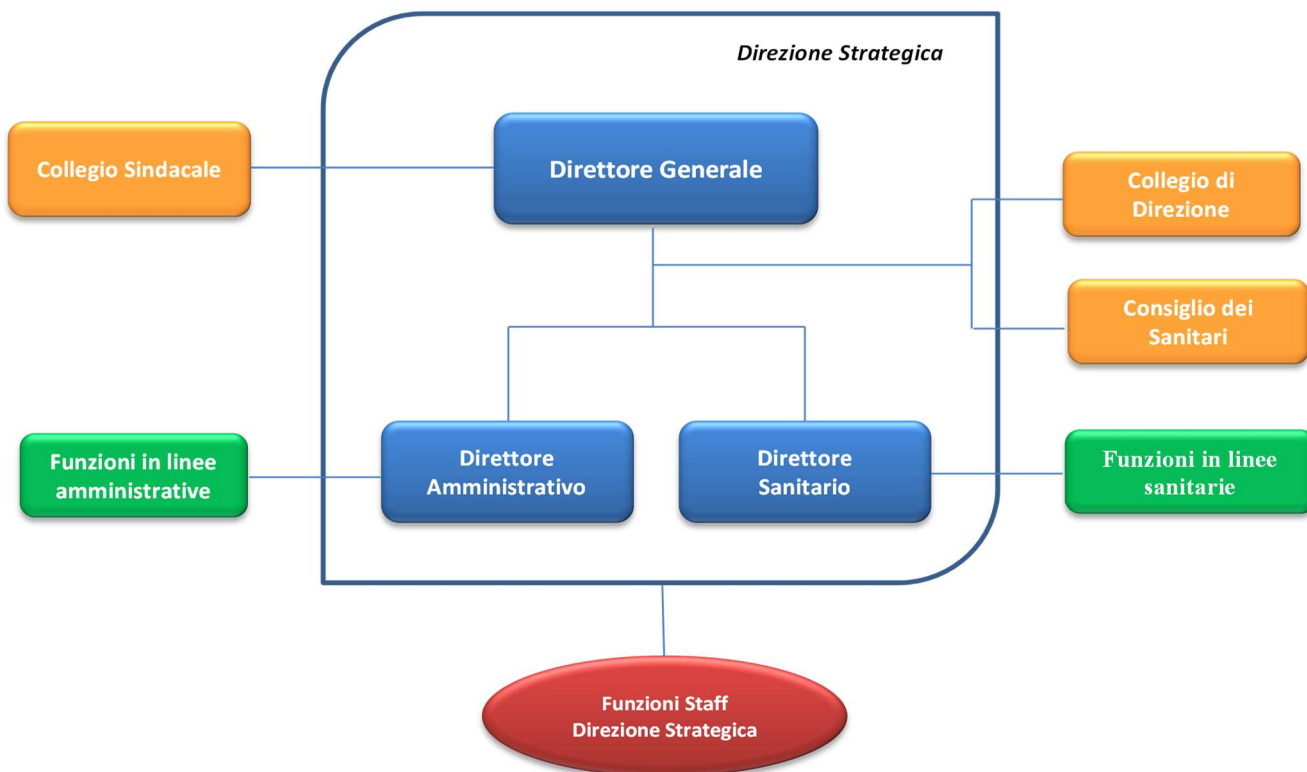 Direzione Strategica
Collegio Sindacale
Direttore Generale
Collegio di
Direzione
Consiglio dei
Sanitari
Funzioni in linee
amministrative
Direttore
Amministrativo
Direttore
Sanitario
Funzioni in linee
sanitarie
Funzioni Staff
Direzione Strategica